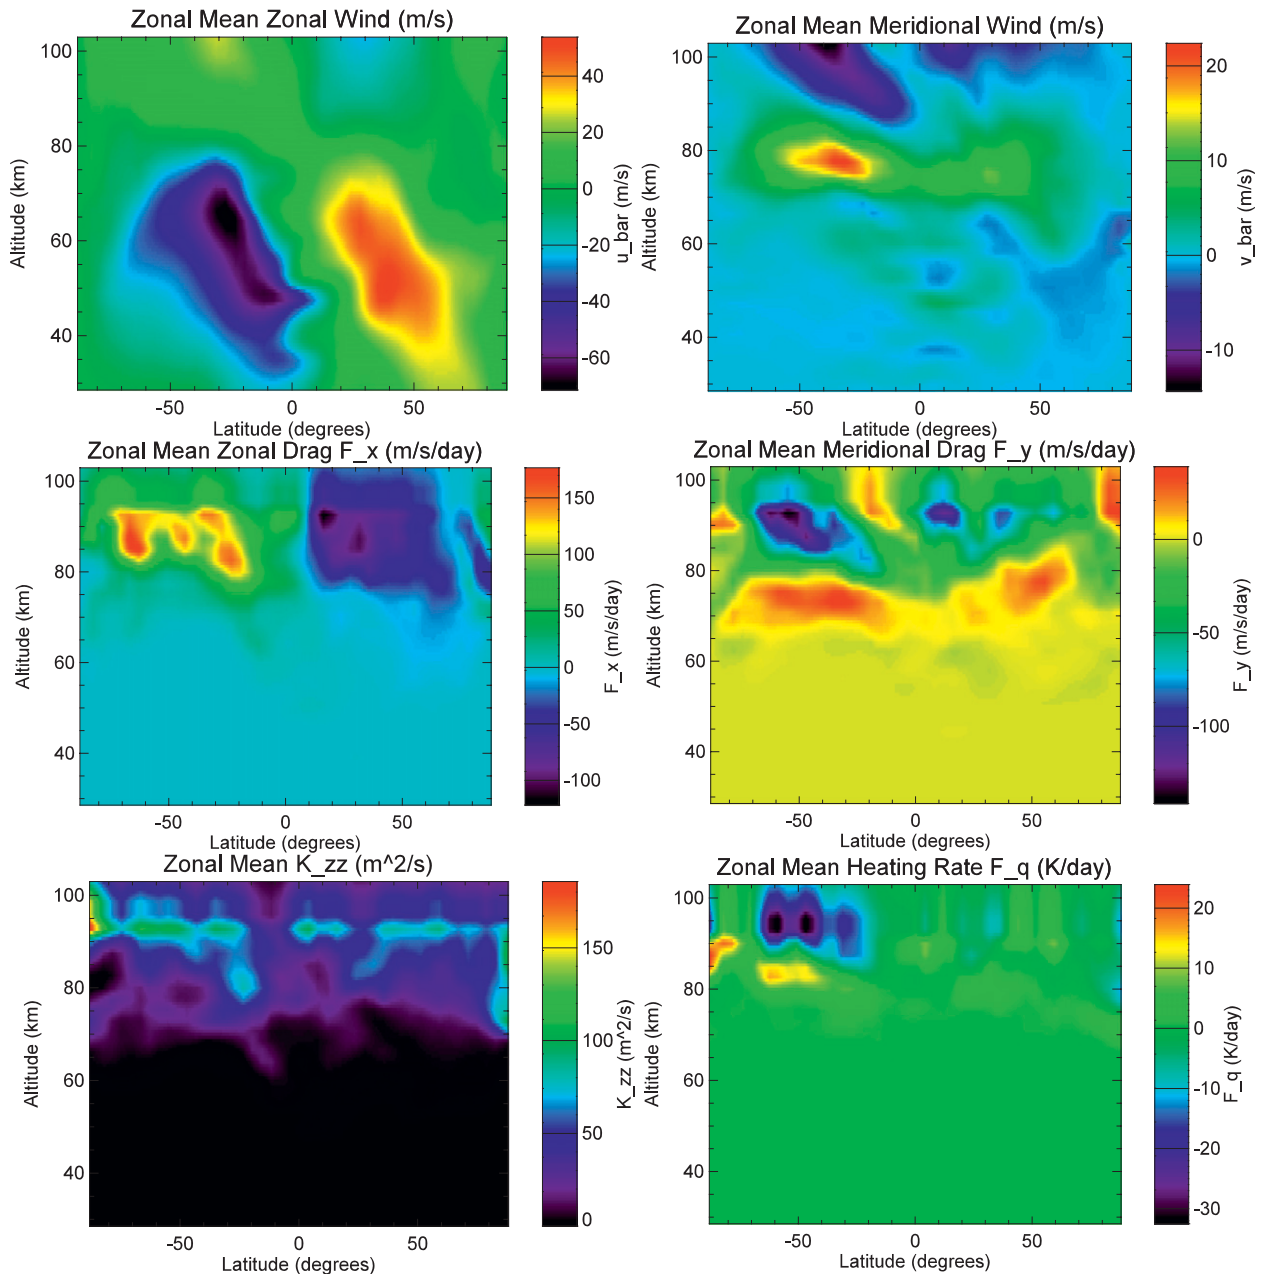 Zonal Mean Zonal Wind (m/s)
100
80
60
40
Altitude (km)
-50
0
50
Latitude (degrees)
40
20
0
-20
-40
-60
u_bar (m/s)
Zonal Mean Meridional Wind (m/s)
100
80
60
40
Altitude (km)
-50
0
50
Latitude (degrees)
20
10
0
-10
v_bar (m/s)
Zonal Mean Zonal Drag F_x (m/s/day)
100
80
60
40
Altitude (km)
-50
0
50
Latitude (degrees)
150
100
50
0
-50
-100
F_x (m/s/day)
Zonal Mean Meridional Drag F_y (m/s/day)
100
80
60
40
Altitude (km)
-50
0
50
Latitude (degrees)
0
-50
-100
F_y (m/s/day)
Zonal Mean K_zz (m^2/s)
100
80
60
40
Altitude (km)
-50
0
50
Latitude (degrees)
150
100
50
0
K_zz (m^2/s)
Zonal Mean Heating Rate F_q (K/day)
100
80
60
40
Altitude (km)
-50
0
50
Latitude (degrees)
20
10
0
-10
-20
-30
F_q (K/day)